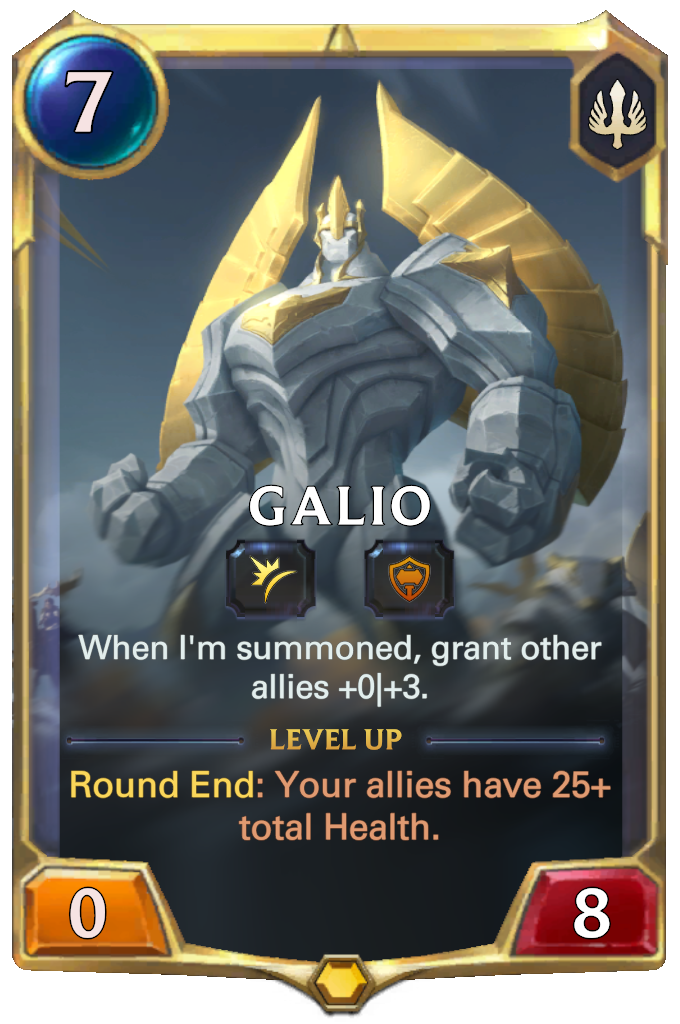 7
GALIO
When I'm summoned, grant other
allies +0|+3.
LEVEL UP
Round End: Your allies have 25+
total Health.
0
8